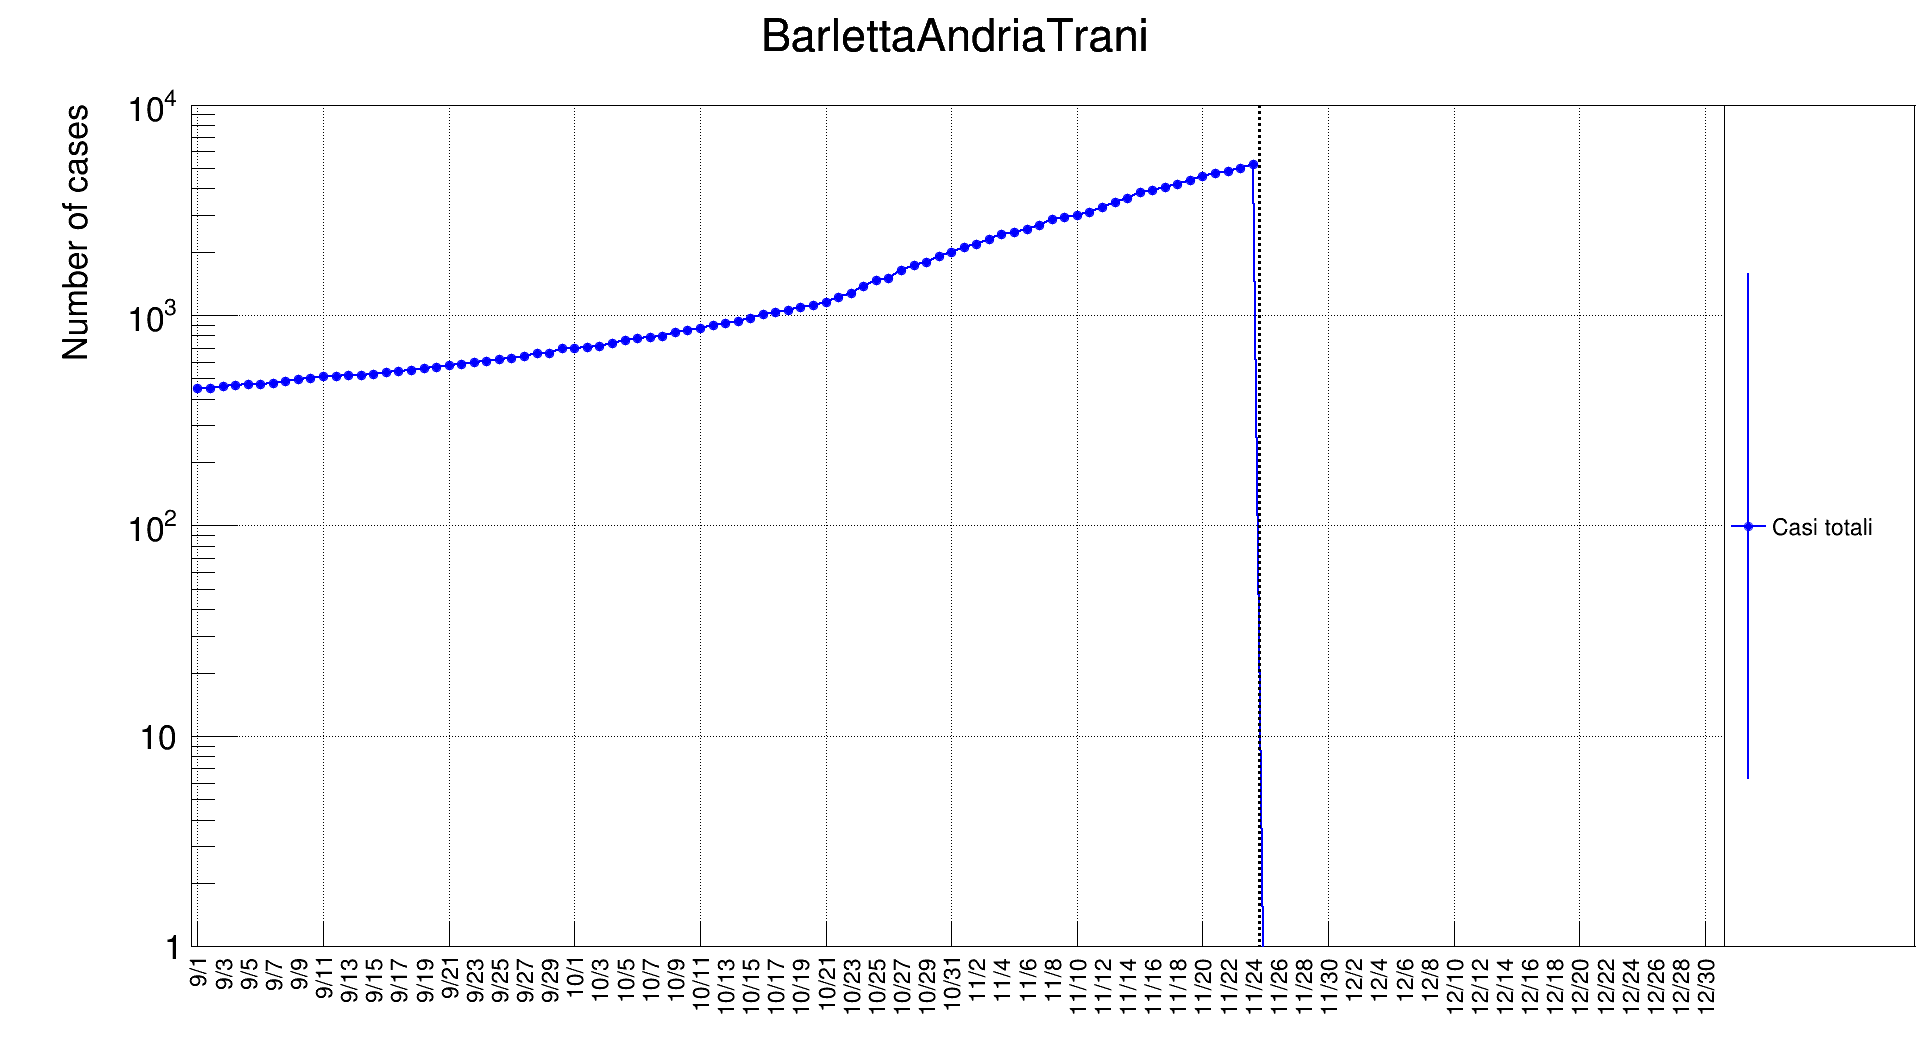 BarlettaAndriaTrani
Number of cases
10⁴
10³
10²
10
1
9/1 9/3 9/5 9/7 9/9 9/11 9/13 9/15 9/17 9/19 9/21 9/23 9/25 9/27 9/29 10/1 10/3 10/5 10/7 10/9 10/11 10/13 10/15 10/17 10/19 10/21 10/23 10/25 10/27 10/29 10/31 11/2 11/4 11/6 11/8 11/10 11/12 11/14 11/16 11/18 11/20 11/22 11/24 11/26 11/28 11/30 12/2 12/4 12/6 12/8 12/10 12/12 12/14 12/16 12/18 12/20 12/22 12/24 12/26 12/28 12/30
Casi totali